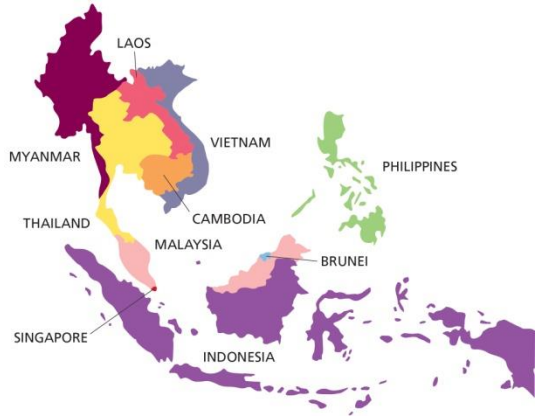 LAOS
VIETNAM
MYANMAR
PHILIPPINES
CAMBODIA
THAILAND
MALAYSIA
BRUNEI
SINGAPORE
INDONESIA